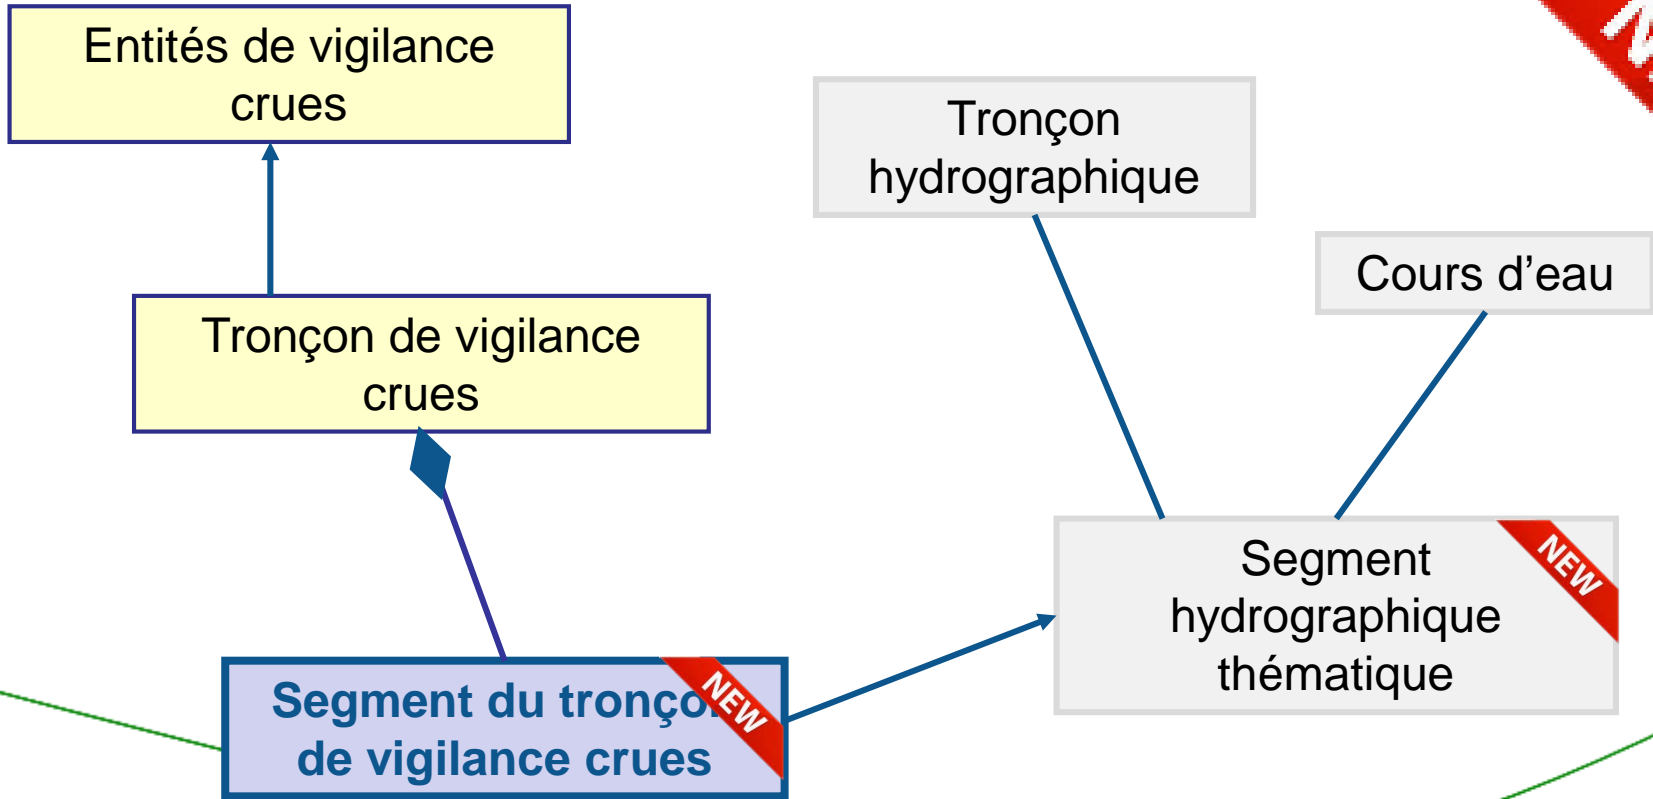 Entités de vigilance
crues
Tronçon
hydrographique
Cours d'eau
Tronçon de vigilance
crues
Segment
hydrographique
thématique
NEW
Segment du tronço
de vigilance crues
NEW